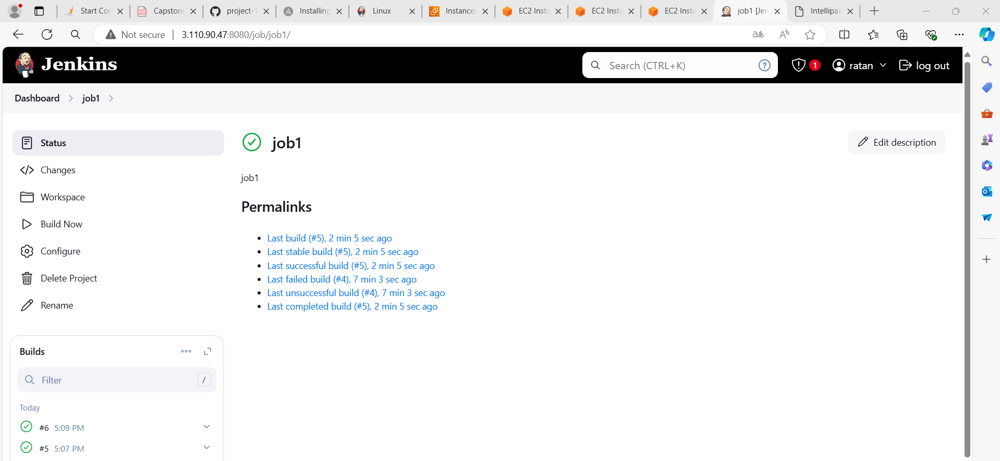 Start Cou
Capstone
project-1
Installing
Linux
Instances
EC2 Insta
EC2 Insta
EC2 Insta
job1 [Jen
Intellipaa
Not secure
3.110.90.47:8080/job/job1/
Jenkins
Search (CTRL+K)
1
ratan
log out
Dashboard
job1
Status
Changes
Workspace
Build Now
Configure
Delete Project
Rename
job1
Edit description
job1
Permalinks
Last build (#5), 2 min 5 sec ago
Last stable build (#5), 2 min 5 sec ago
Last successful build (#5), 2 min 5 sec ago
Last failed build (#4), 7 min 3 sec ago
Last unsuccessful build (#4), 7 min 3 sec ago
Last completed build (#5), 2 min 5 sec ago
Builds
Filter
/
Today
#6 5:09 PM
#5 5:07 PM